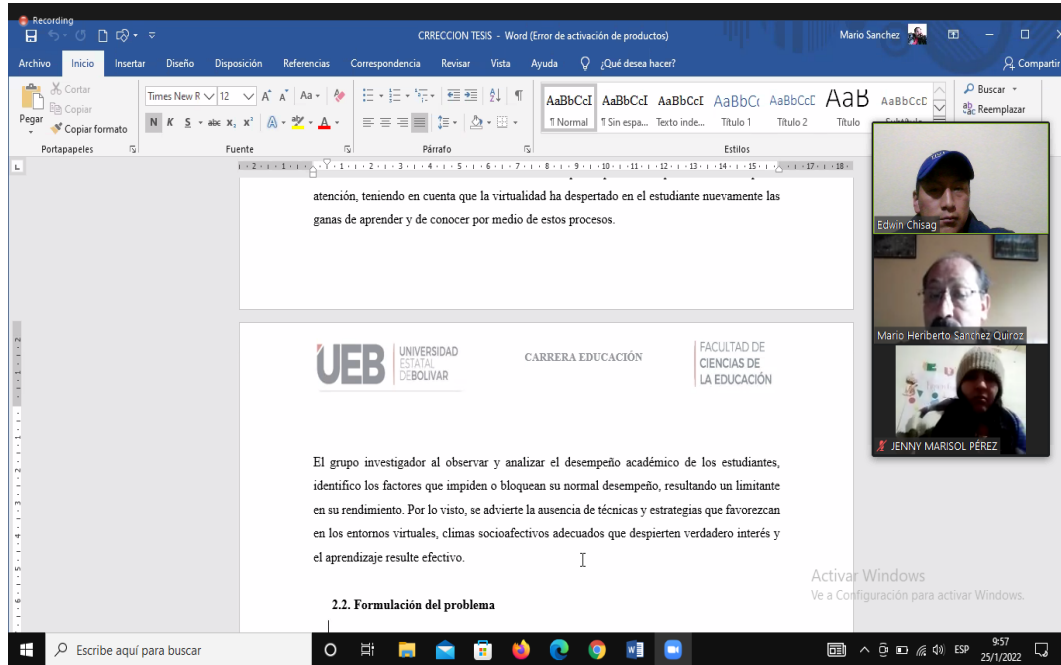 Recording
CRRECCION TESIS - Word (Error de activación de productos)
Mario Sanchez
Archivo Inicio Insertar Diseño Disposición Referencias Correspondencia Revisar Vista Ayuda ¿Qué desea hacer? Compartir
Pegar
Cortar
Copiar
Copiar formato
Portapapeles
Times New R 12 Aa
N K S abc x₂ x² A A
Fuente
Párrafo
AaBbCcI AaBbCcI AaBbCcI AaBbCc AaBbCcE AaB AaBbCcD
¶ Normal ¶ Sin espa... Texto inde... Título 1 Título 2 Título
Estilos
Buscar
Reemplazar
atención, teniendo en cuenta que la virtualidad ha despertado en el estudiante nuevamente las
ganas de aprender y de conocer por medio de estos procesos.
UEB
UNIVERSIDAD
ESTATAL
DEBOLIVAR
CARRERA EDUCACIÓN
FACULTAD DE
CIENCIAS DE
LA EDUCACIÓN
El grupo investigador al observar y analizar el desempeño académico de los estudiantes,
identifico los factores que impiden o bloquean su normal desempeño, resultando un limitante
en su rendimiento. Por lo visto, se advierte la ausencia de técnicas y estrategias que favorezcan
en los entornos virtuales, climas socioafectivos adecuados que despierten verdadero interés y
el aprendizaje resulte efectivo.
2.2. Formulación del problema
Edwin Chisag
Mario Heriberto Sanchez Quiroz
JENNY MARISOL PÉREZ
Activar Windows
Ve a Configuración para activar Windows.
Escribe aquí para buscar
ESP
9:57
25/1/2022